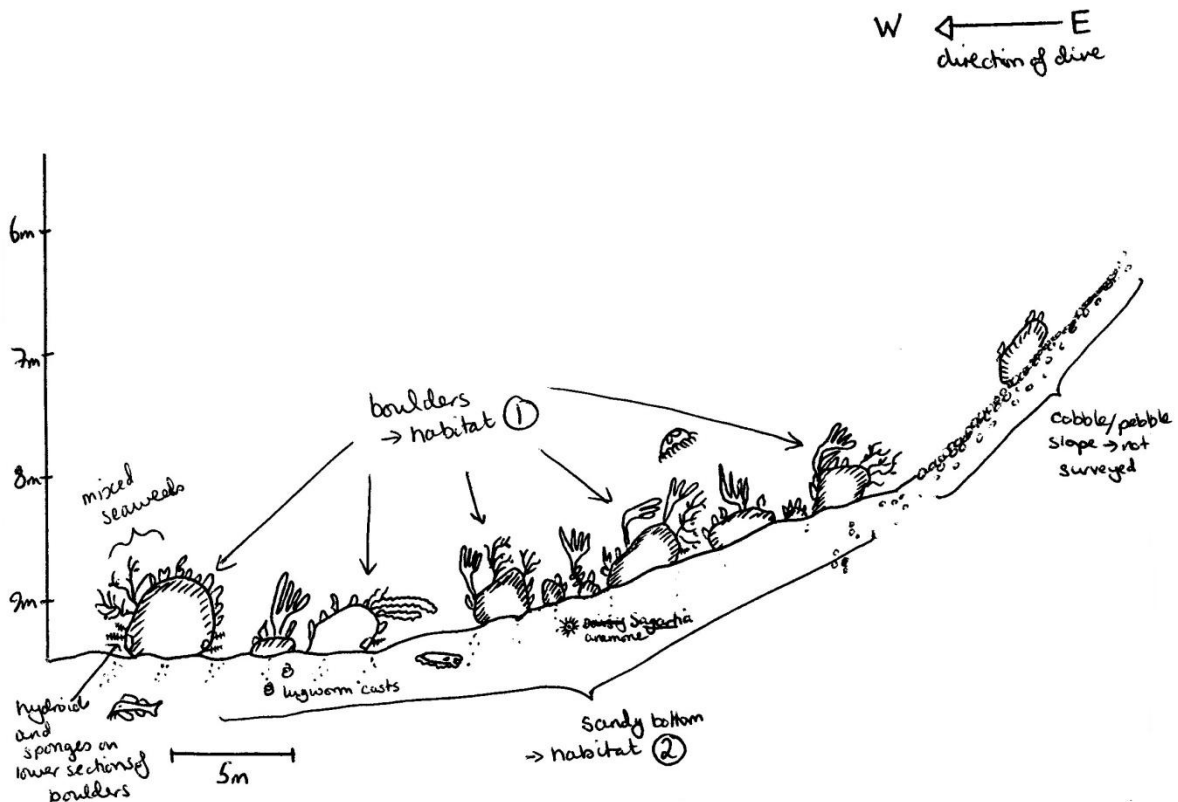 W E
direction of dive
6m
7m
8m
9m
boulders
→ habitat ①
mixed
seaweeds
cobble/pebble
slope → not
surveyed
Sagartia
anemone
lugworm casts
hydroid
and
sponges on
lower sections of
boulders
5m
sandy bottom
→ habitat ②